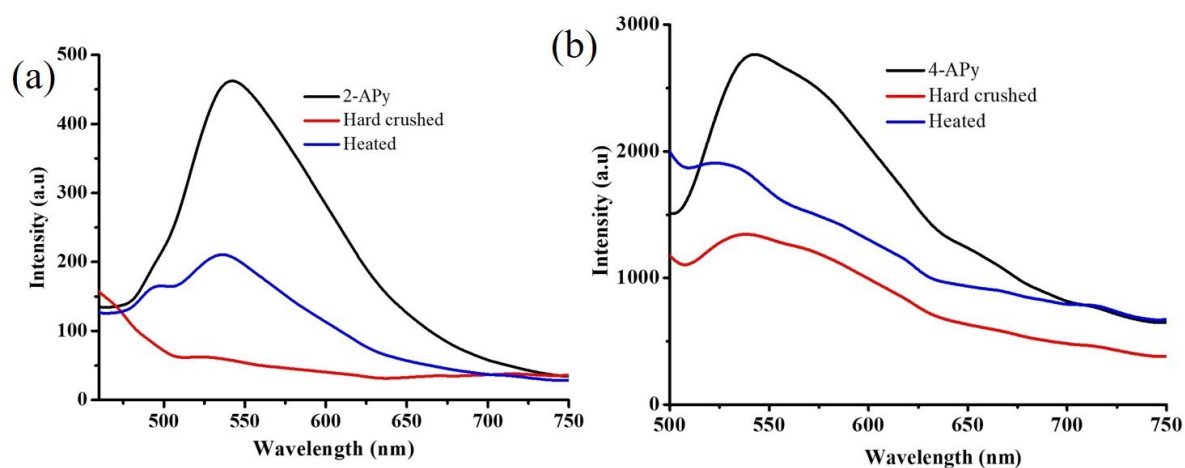 (a)
500
400
300
200
100
0
Intensity (a.u)
2-APy
Hard crushed
Heated
500 550 600 650 700 750
Wavelength (nm)
(b)
3000
2000
1000
0
Intensity (a.u)
4-APy
Hard crushed
Heated
500 550 600 650 700 750
Wavelength (nm)